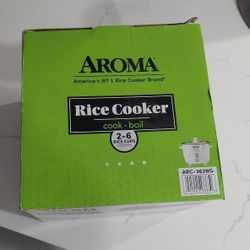 AROMA
America's Nº 1 Rice Cooker Brand
Rice Cooker
cook • boil
2-6
RICE CUPS
ARC-363NG